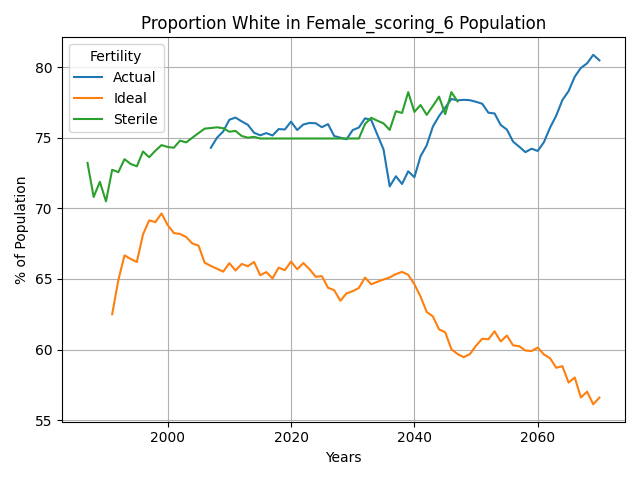 Proportion White in Female_scoring_6 Population
Fertility
Actual
Ideal
Sterile
% of Population
80
75
70
65
60
55
2000
2020
2040
2060
Years